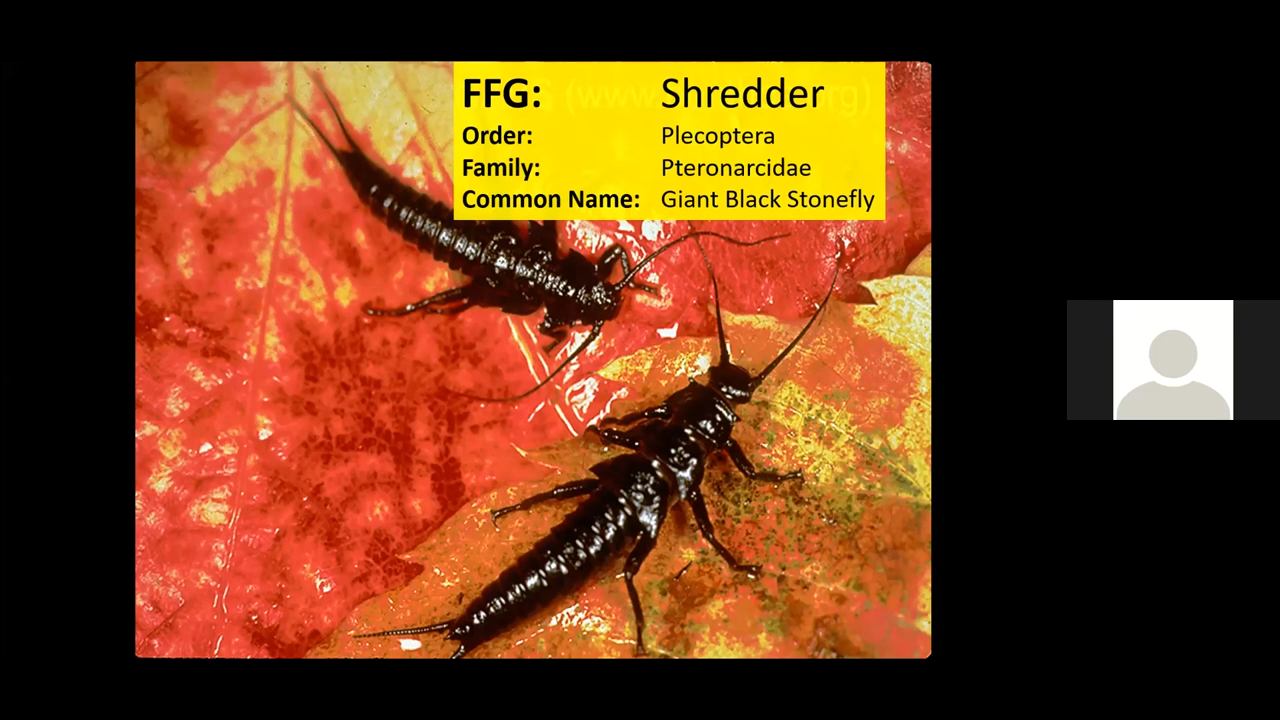 FFG: Shredder
Order: Plecoptera
Family: Pteronarcidae
Common Name: Giant Black Stonefly